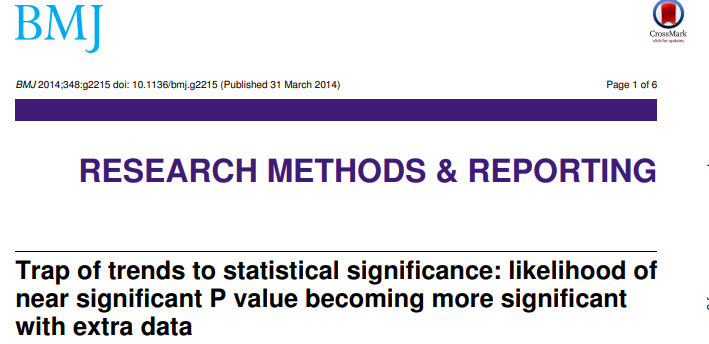 BMJ
CrossMark
click for updates
BMJ 2014;348:g2215 doi: 10.1136/bmj.g2215 (Published 31 March 2014)
Page 1 of 6
RESEARCH METHODS & REPORTING
Trap of trends to statistical significance: likelihood of
near significant P value becoming more significant
with extra data